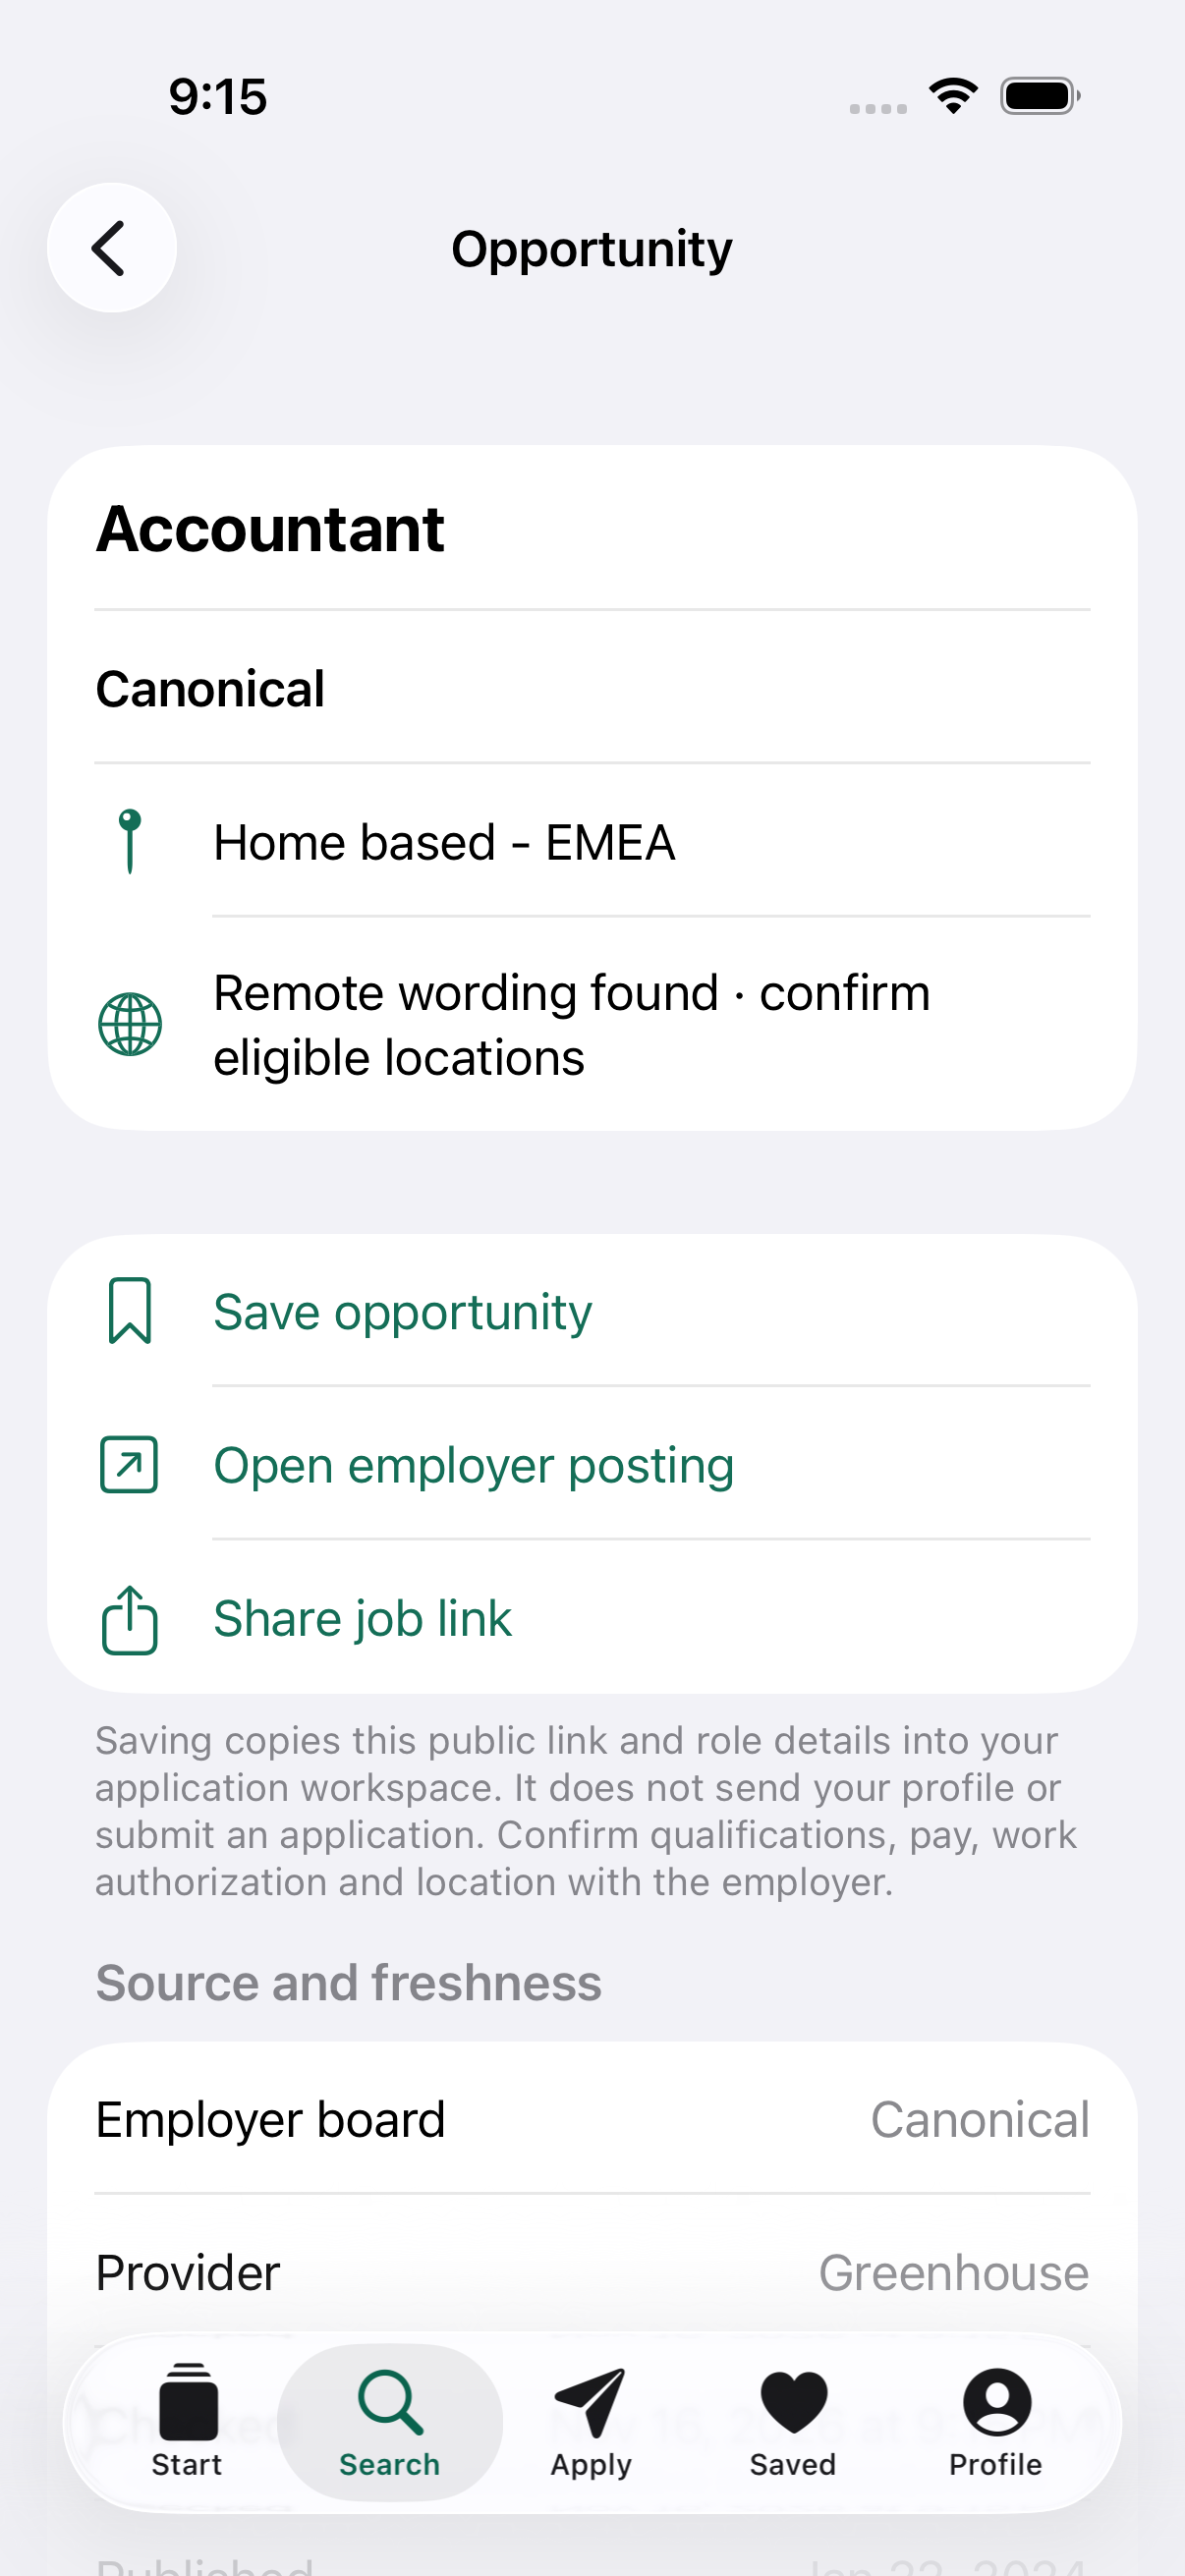 9:15
Opportunity
Accountant
Canonical
Home based - EMEA
Remote wording found · confirm
eligible locations
Save opportunity
Open employer posting
Share job link
Saving copies this public link and role details into your
application workspace. It does not send your profile or
submit an application. Confirm qualifications, pay, work
authorization and location with the employer.
Source and freshness
Employer board Canonical
Provider Greenhouse
Start Search Apply Saved Profile